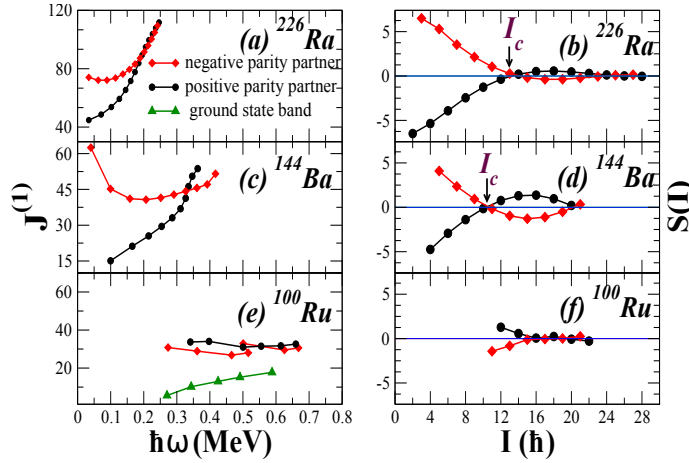 120
80
40
(a) ²²⁶Ra
negative parity partner
positive parity partner
ground state band
5
0
-5
I_c
(b) ²²⁶Ra
60
45
30
15
(c) ¹⁴⁴Ba
5
0
-5
I_c
(d) ¹⁴⁴Ba
60
40
20
(e) ¹⁰⁰Ru
5
0
-5
(f) ¹⁰⁰Ru
J⁽¹⁾
S(I)
0 0.1 0.2 0.3 0.4 0.5 0.6 0.7 0.8
0 4 8 12 16 20 24 28
ħω(MeV)
I (ħ)